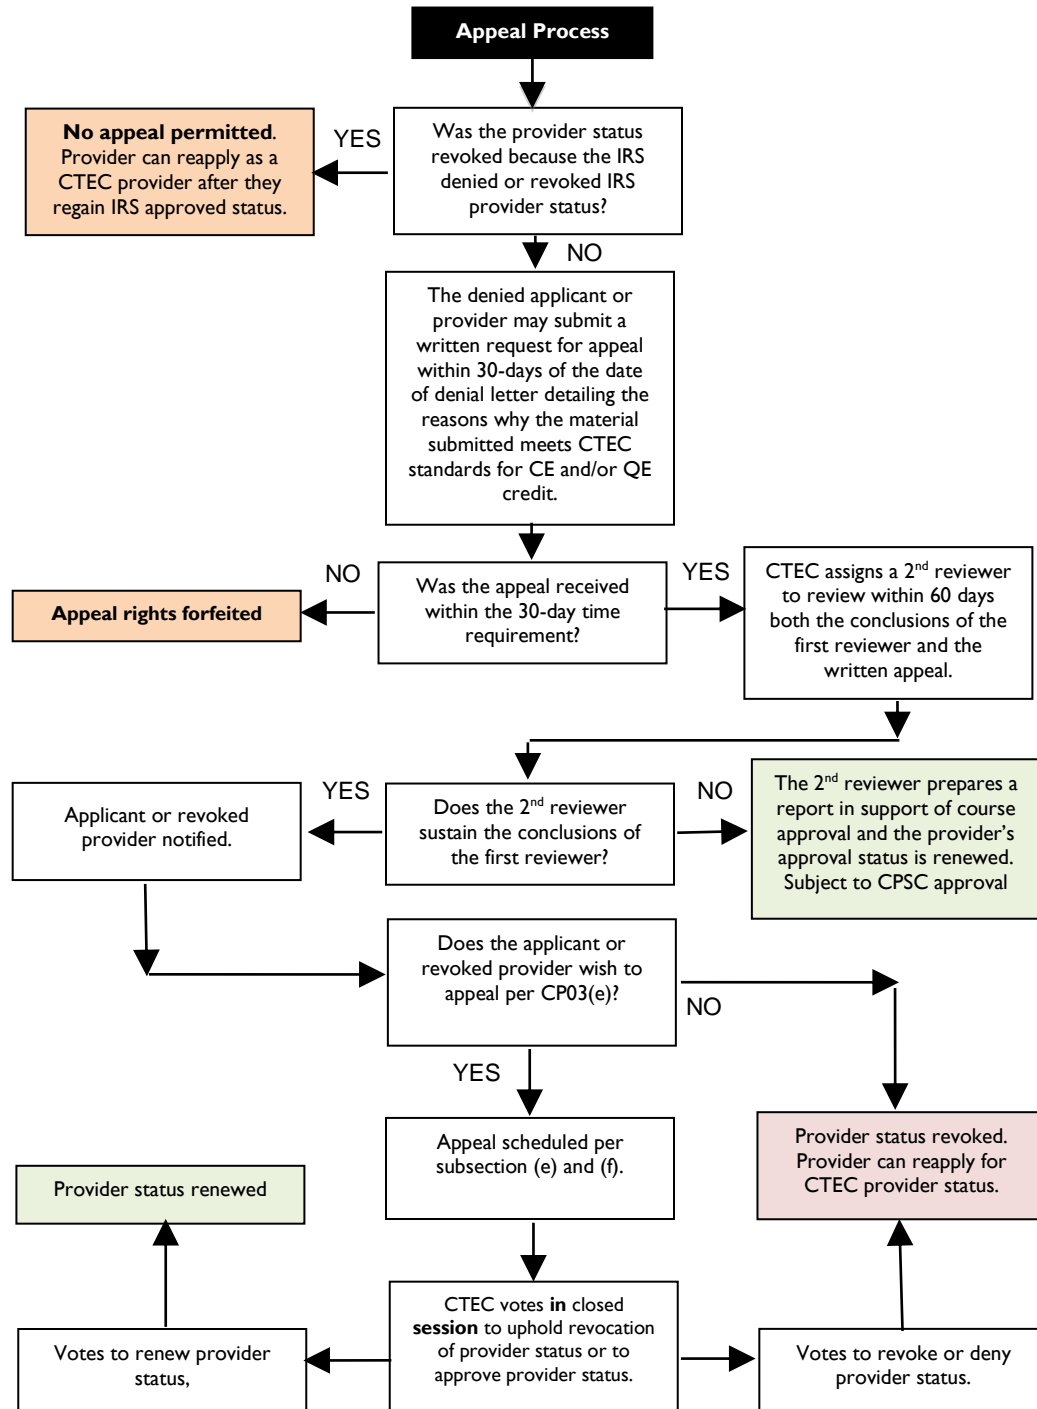 Appeal Process
No appeal permitted.
Provider can reapply as a
CTEC provider after they
regain IRS approved status.
YES
Was the provider status
revoked because the IRS
denied or revoked IRS
provider status?
NO
The denied applicant or
provider may submit a
written request for appeal
within 30-days of the date
of denial letter detailing the
reasons why the material
submitted meets CTEC
standards for CE and/or QE
credit.
Appeal rights forfeited
NO
Was the appeal received
within the 30-day time
requirement?
YES
CTEC assigns a 2nd reviewer
to review within 60 days
both the conclusions of the
first reviewer and the
written appeal.
Applicant or revoked
provider notified.
YES
Does the 2nd reviewer
sustain the conclusions of
the first reviewer?
NO
The 2nd reviewer prepares a
report in support of course
approval and the provider's
approval status is renewed.
Subject to CPSC approval
Does the applicant or
revoked provider wish to
appeal per CP03(e)?
NO
YES
Appeal scheduled per
subsection (e) and (f).
Provider status revoked.
Provider can reapply for
CTEC provider status.
Provider status renewed
CTEC votes in closed
session to uphold revocation
of provider status or to
approve provider status.
Votes to renew provider
status,
Votes to revoke or deny
provider status.